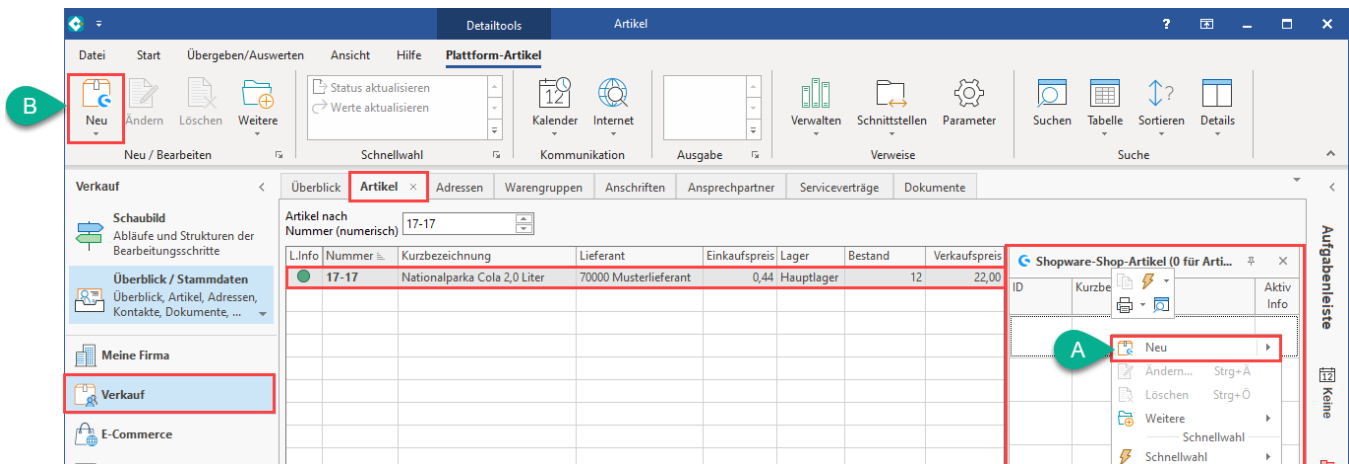 Detailtools
Artikel
?
Datei
Start
Übergeben/Auswerten
Ansicht
Hilfe
Plattform-Artikel
B
Neu
Ändern
Löschen
Weitere
Neu / Bearbeiten
Status aktualisieren
Werte aktualisieren
Schnellwahl
12
Kalender
Internet
Kommunikation
Ausgabe
Verwalten
Schnittstellen
Parameter
Verweise
Suchen
Tabelle
Sortieren
Details
Suche
Verkauf
Schaubild
Abläufe und Strukturen der
Bearbeitungsschritte
Überblick / Stammdaten
Überblick, Artikel, Adressen,
Kontakte, Dokumente, ...
Meine Firma
Verkauf
E-Commerce
Überblick
Artikel
Adressen
Warengruppen
Anschriften
Ansprechpartner
Serviceverträge
Dokumente
Artikel nach
Nummer (numerisch)
17-17
L.Info
Nummer
Kurzbezeichnung
Lieferant
Einkaufspreis
Lager
Bestand
Verkaufspreis
17-17
Nationalparka Cola 2,0 Liter
70000 Musterlieferant
0,44
Hauptlager
12
22,00
Shopware-Shop-Artikel (0 für Arti...
ID
Kurzbe
Aktiv
Info
A
Neu
Ändern...
Strg+Ä
Löschen
Strg+Ö
Weitere
Schnellwahl
Schnellwahl
Aufgabenleiste
12
Keine